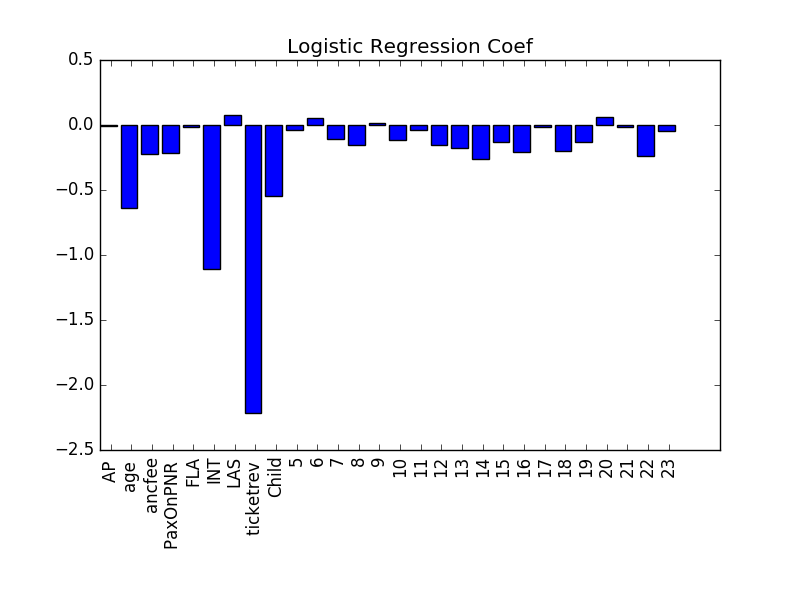 Logistic Regression Coef
0.5
0.0
−0.5
−1.0
−1.5
−2.0
−2.5
AP
age
ancfee
PaxOnPNR
FLA
INT
LAS
ticketrev
Child
5
6
7
8
9
10
11
12
13
14
15
16
17
18
19
20
21
22
23